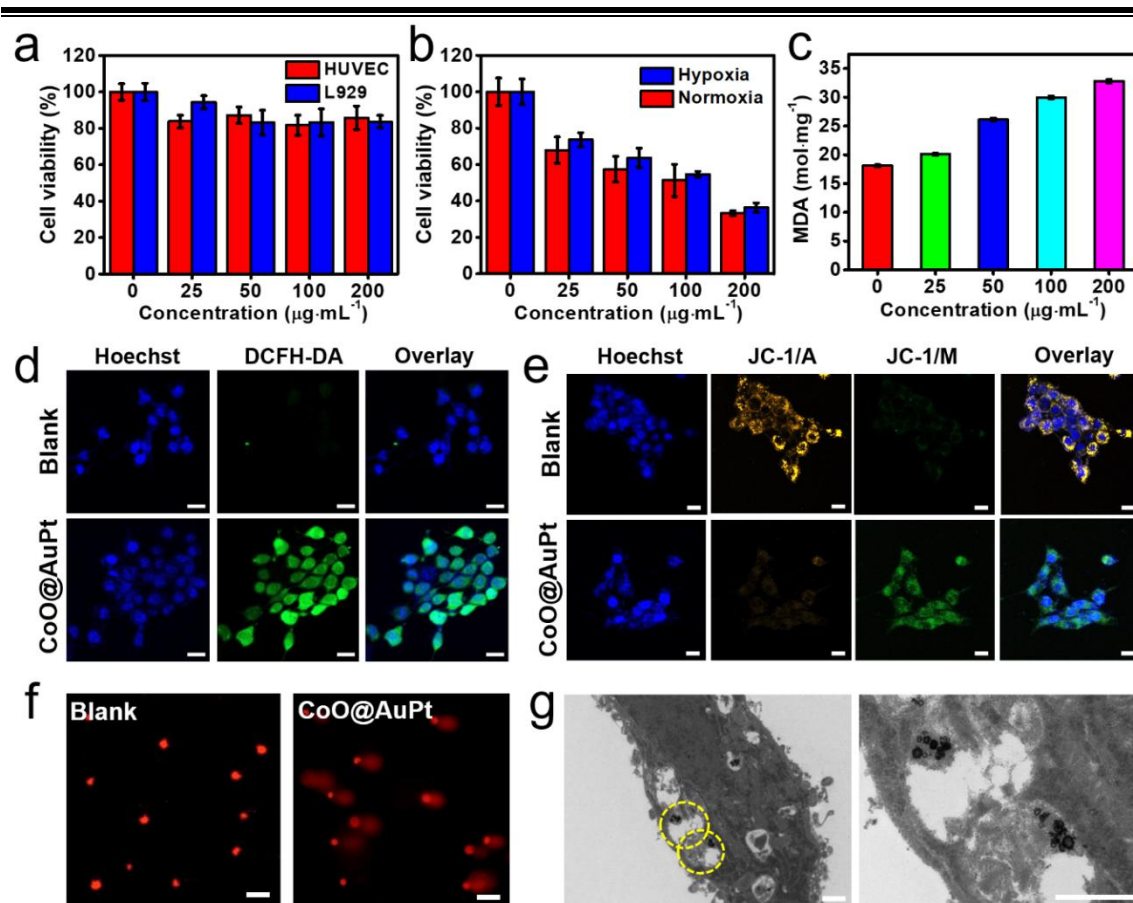 a
Cell viability (%)
120
100
80
60
40
20
0
HUVEC
L929
0 25 50 100 200
Concentration (μg·mL⁻¹)
b
Cell viability (%)
120
100
80
60
40
20
0
Hypoxia
Normoxia
0 25 50 100 200
Concentration (μg·mL⁻¹)
c
MDA (mol·mg⁻¹)
35
30
25
20
15
10
5
0
0 25 50 100 200
Concentration (μg·mL⁻¹)
d
Hoechst DCFH-DA Overlay
Blank
CoO@AuPt
e
Hoechst JC-1/A JC-1/M Overlay
Blank
CoO@AuPt
f
Blank
CoO@AuPt
g